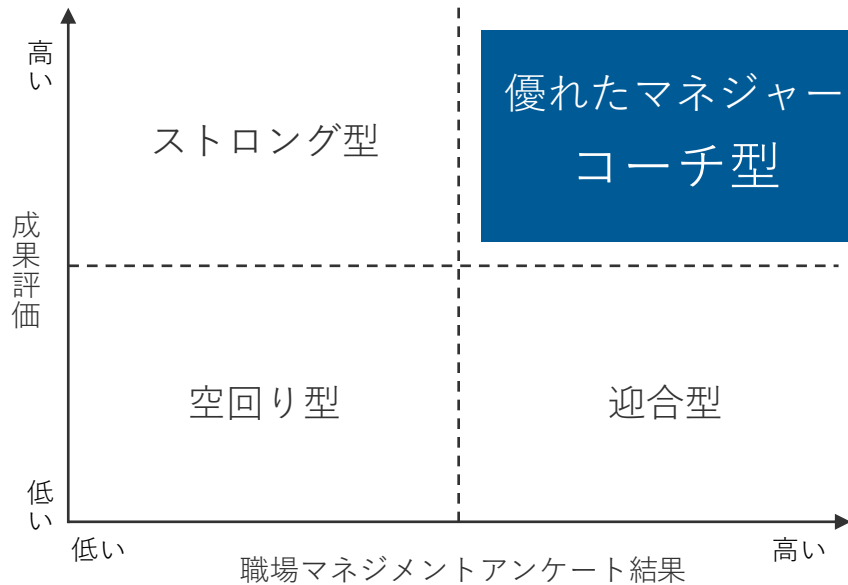 高い
ストロング型
優れたマネジャー
コーチ型
成果評価
空回り型
迎合型
低い
低い
職場マネジメントアンケート結果
高い